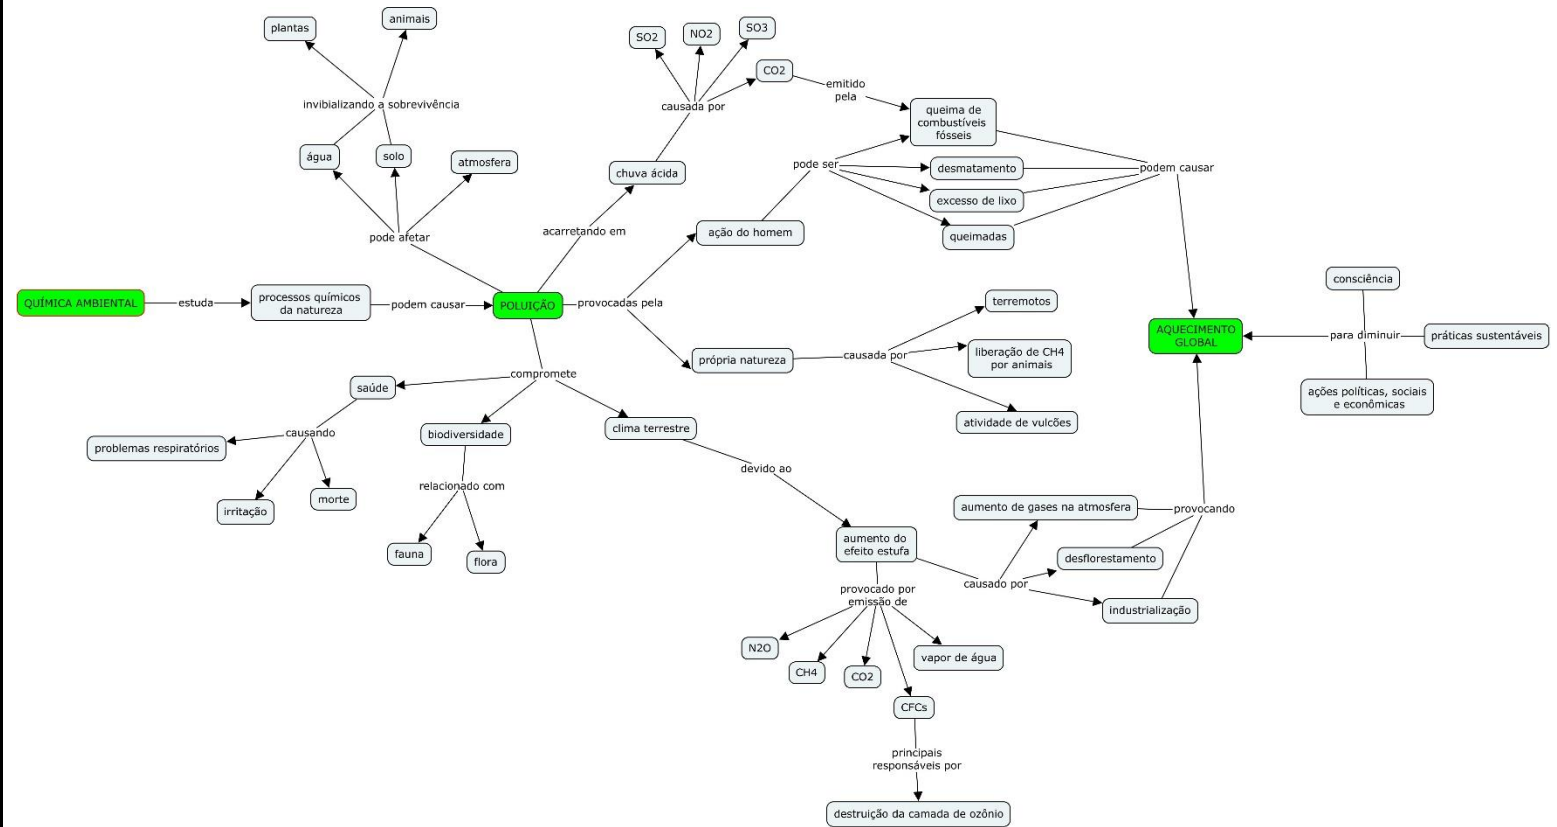 plantas
animais
SO2
NO2
SO3
CO2
emitido
pela
invibializando a sobrevivência
causada por
queima de
combustíveis
fósseis
água
solo
atmosfera
chuva ácida
pode ser
desmatamento
podem causar
excesso de lixo
pode afetar
acarretando em
ação do homem
queimadas
consciência
QUÍMICA AMBIENTAL
estuda
processos químicos
da natureza
podem causar
POLUIÇÃO
provocadas pela
terremotos
AQUECIMENTO
GLOBAL
para diminuir
práticas sustentáveis
própria natureza
causada por
liberação de CH4
por animais
compromete
saúde
ações políticas, sociais
e econômicas
atividade de vulcões
problemas respiratórios
causando
biodiversidade
clima terrestre
devido ao
relacionado com
morte
irritação
aumento de gases na atmosfera
provocando
fauna
flora
aumento do
efeito estufa
desflorestamento
causado por
provocado por
emissão de
industrialização
N2O
CH4
CO2
vapor de água
CFCs
principais
responsáveis por
destruição da camada de ozônio